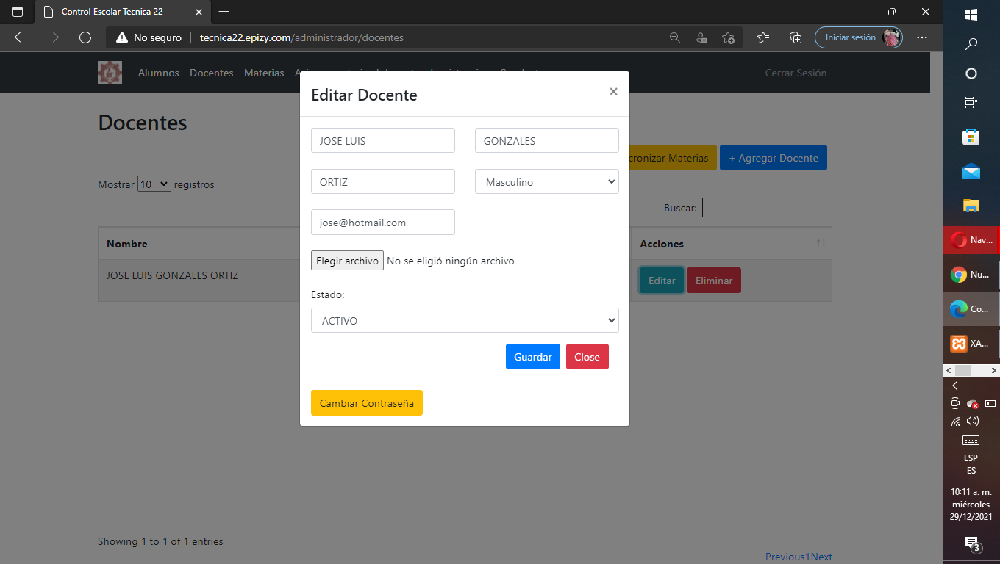 Control Escolar Tecnica 22
No seguro
tecnica22.epizy.com/administrador/docentes
Iniciar sesión
Alumnos Docentes Materias
Cerrar Sesión
Docentes
Editar Docente
×
JOSE LUIS
GONZALES
ORTIZ
Masculino
jose@hotmail.com
Elegir archivo No se eligió ningún archivo
Estado:
ACTIVO
Guardar
Close
Cambiar Contraseña
cronizar Materias
+ Agregar Docente
Mostrar 10 registros
Buscar:
Nombre
Acciones
JOSE LUIS GONZALES ORTIZ
Editar
Eliminar
Showing 1 to 1 of 1 entries
Previous1Next
Nav...
Nu...
Co...
XA...
ESP
ES
10:11 a. m.
miércoles
29/12/2021
3